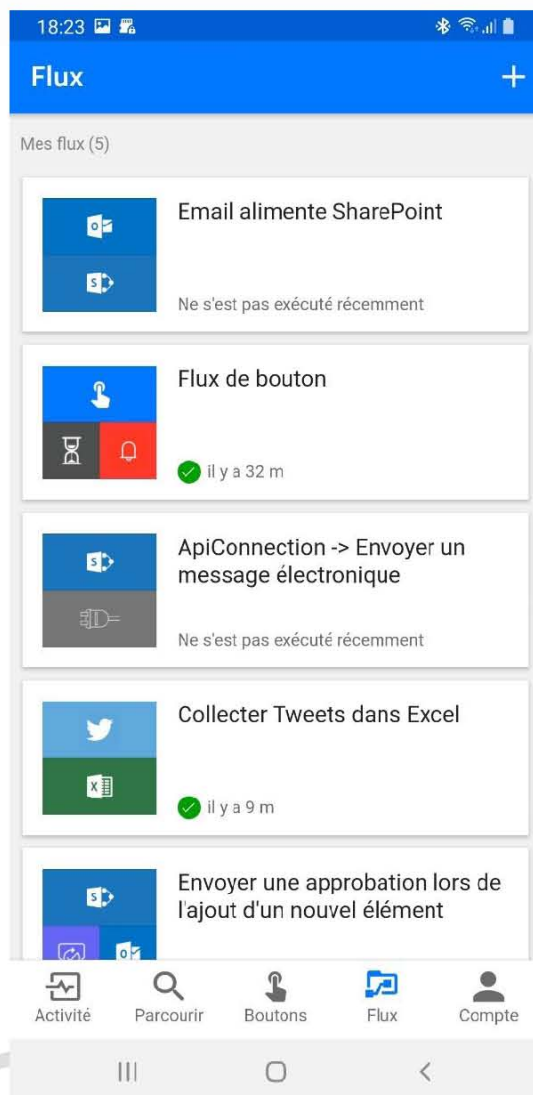 18:23
Flux
Mes flux (5)
Email alimente SharePoint
Ne s'est pas exécuté récemment
Flux de bouton
il y a 32 m
ApiConnection -> Envoyer un
message électronique
Ne s'est pas exécuté récemment
Collecter Tweets dans Excel
il y a 9 m
Envoyer une approbation lors de
l'ajout d'un nouvel élément
Activité
Parcourir
Boutons
Flux
Compte